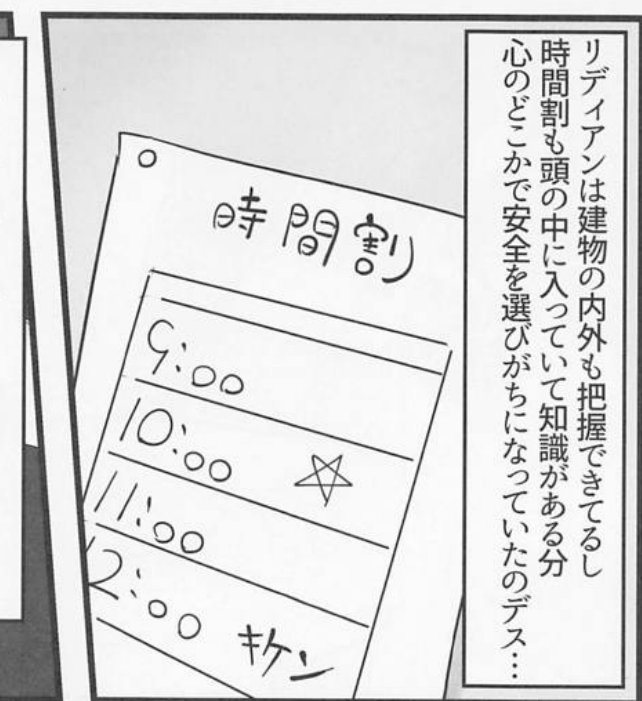 リディアンは建物の内外も把握できてるし
時間割も頭の中に入っていて知識がある分
心のどこかで安全を選びがちになっていたのデス…
時間割
9:00
10:00 ☆
11:00
12:00 キケン